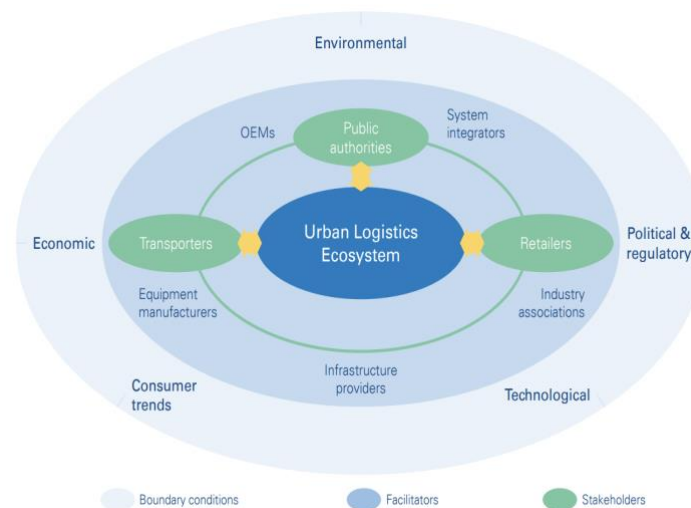 Environmental
OEMs
Public
authorities
System
integrators
Economic
Transporters
Urban Logistics
Ecosystem
Retailers
Political &
regulatory
Equipment
manufacturers
Industry
associations
Infrastructure
providers
Consumer
trends
Technological
Boundary conditions
Facilitators
Stakeholders